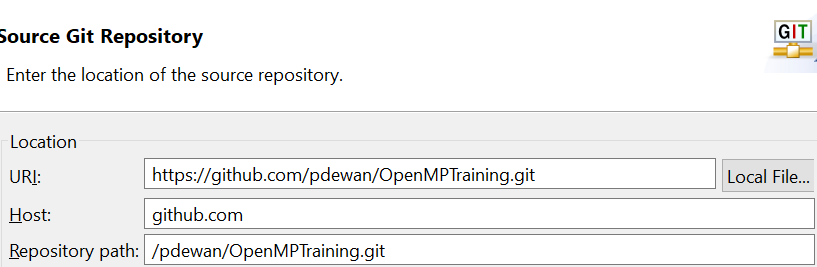 Source Git Repository
GIT
Enter the location of the source repository.
Location
URI: https://github.com/pdewan/OpenMPTraining.git Local File...
Host: github.com
Repository path: /pdewan/OpenMPTraining.git